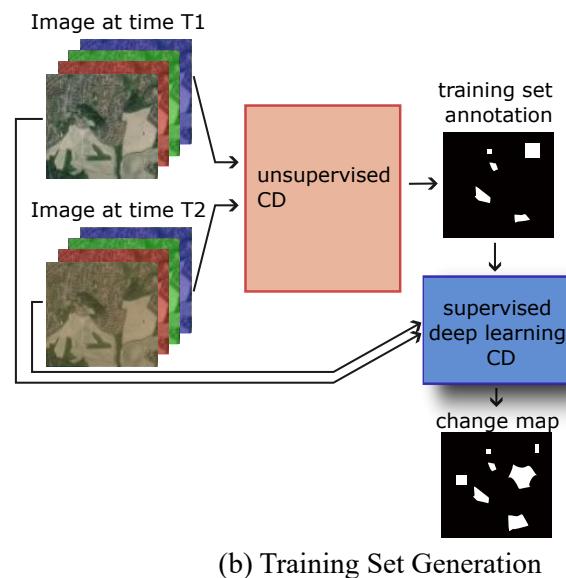 Image at time T1
training set
annotation
unsupervised
CD
Image at time T2
supervised
deep learning
CD
change map
(b) Training Set Generation